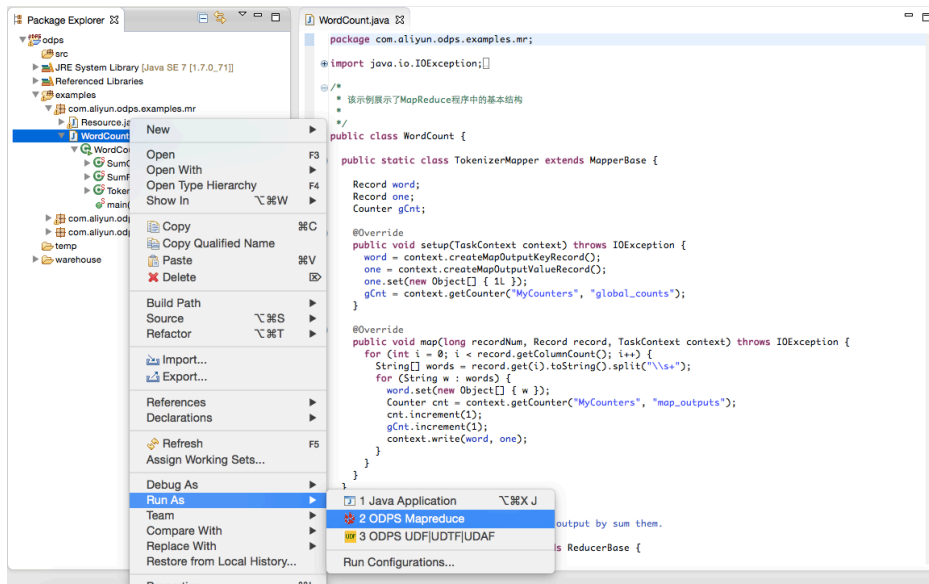 Package Explorer
odps
src
JRE System Library [Java SE 7 [1.7.0_71]]
Referenced Libraries
examples
com.aliyun.odps.examples.mr
Resource.ja
WordCount
WordCou
SumC
SumR
Token
main(
com.aliyun.odp
com.aliyun.odp
temp
warehouse
New
Open F3
Open With
Open Type Hierarchy F4
Show In ⌥⌘W
Copy ⌘C
Copy Qualified Name
Paste ⌘V
Delete ⌦
Build Path
Source ⌥⌘S
Refactor ⌥⌘T
Import...
Export...
References
Declarations
Refresh F5
Assign Working Sets...
Debug As
Run As
Team
Compare With
Replace With
Restore from Local History...
1 Java Application ⌥⌘X J
2 ODPS Mapreduce
UDF 3 ODPS UDF|UDTF|UDAF
Run Configurations...
WordCount.java
package com.aliyun.odps.examples.mr;
import java.io.IOException;
/*
* 该示例展示了MapReduce程序中的基本结构
*
*/
public class WordCount {
public static class TokenizerMapper extends MapperBase {
Record word;
Record one;
Counter gCnt;
@Override
public void setup(TaskContext context) throws IOException {
word = context.createMapOutputKeyRecord();
one = context.createMapOutputValueRecord();
one.set(new Object[] { 1L });
gCnt = context.getCounter("MyCounters", "global_counts");
}
@Override
public void map(long recordNum, Record record, TaskContext context) throws IOException {
for (int i = 0; i < record.getColumnCount(); i++) {
String[] words = record.get(i).toString().split("\\s+");
for (String w : words) {
word.set(new Object[] { w });
Counter cnt = context.getCounter("MyCounters", "map_outputs");
cnt.increment(1);
gCnt.increment(1);
context.write(word, one);
}
}
}
}
output by sum them.
s ReducerBase {